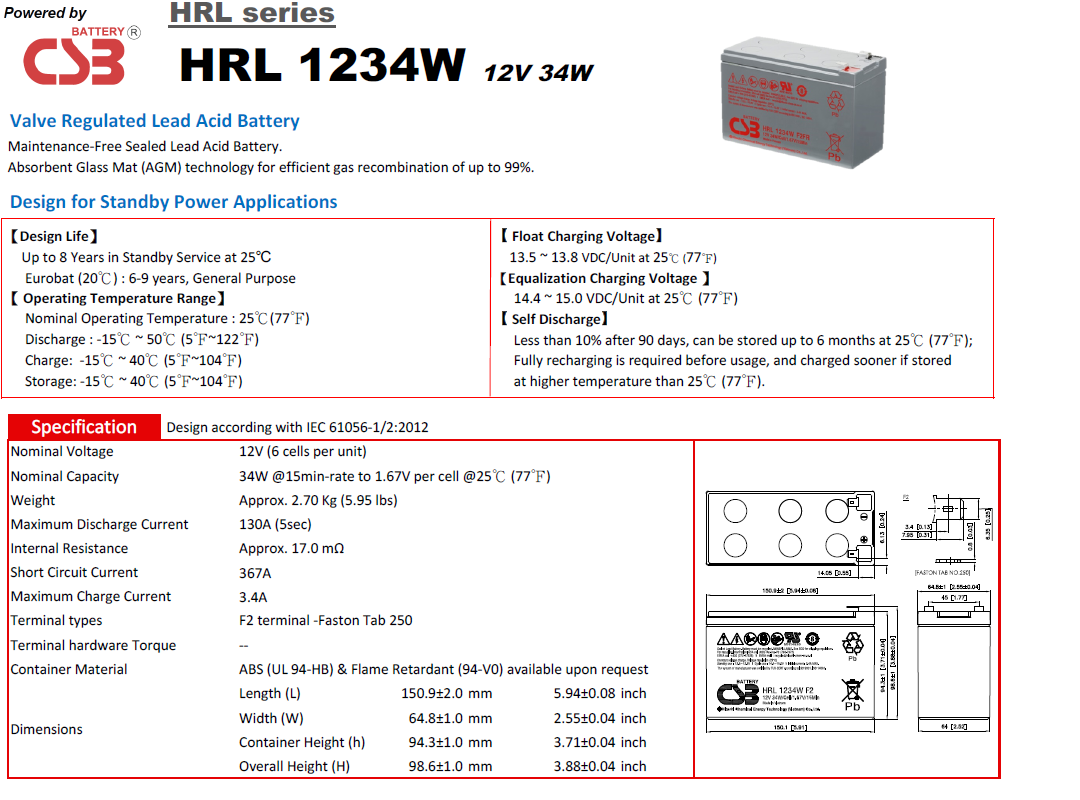 Powered by
HRL series
BATTERY ®
CSB
HRL 1234W 12V 34W
Valve Regulated Lead Acid Battery
Maintenance-Free Sealed Lead Acid Battery.
Absorbent Glass Mat (AGM) technology for efficient gas recombination of up to 99%.
BATTERY
CSB HRL 1234W F2FR
Pb
Design for Standby Power Applications
【Design Life】
Up to 8 Years in Standby Service at 25℃
Eurobat (20℃) : 6-9 years, General Purpose
【 Operating Temperature Range】
Nominal Operating Temperature : 25℃(77℉)
Discharge : -15℃ ~ 50℃ (5℉~122℉)
Charge: -15℃ ~ 40℃ (5℉~104℉)
Storage: -15℃ ~ 40℃ (5℉~104℉)
【 Float Charging Voltage】
13.5 ~ 13.8 VDC/Unit at 25℃ (77℉)
【Equalization Charging Voltage 】
14.4 ~ 15.0 VDC/Unit at 25℃ (77℉)
【 Self Discharge】
Less than 10% after 90 days, can be stored up to 6 months at 25℃ (77℉);
Fully recharging is required before usage, and charged sooner if stored
at higher temperature than 25℃ (77℉).
Specification Design according with IEC 61056-1/2:2012
Nominal Voltage 12V (6 cells per unit)
Nominal Capacity 34W @15min-rate to 1.67V per cell @25℃ (77℉)
Weight Approx. 2.70 Kg (5.95 lbs)
Maximum Discharge Current 130A (5sec)
Internal Resistance Approx. 17.0 mΩ
Short Circuit Current 367A
Maximum Charge Current 3.4A
Terminal types F2 terminal -Faston Tab 250
Terminal hardware Torque --
Container Material ABS (UL 94-HB) & Flame Retardant (94-V0) available upon request
Dimensions
Length (L) 150.9±2.0 mm 5.94±0.08 inch
Width (W) 64.8±1.0 mm 2.55±0.04 inch
Container Height (h) 94.3±1.0 mm 3.71±0.04 inch
Overall Height (H) 98.6±1.0 mm 3.88±0.04 inch
6.13 [0.24]
14.05 [0.55]
F2
3.4 [0.13]
7.95 [0.31]
0.8 [0.03]
6.35 [0.25]
[FASTON TAB NO.250]
150.9±2 [5.94±0.08]
64.8±1 [2.55±0.04]
45 [1.77]
94.3±1 [3.71±0.04]
98.6±1 [3.88±0.04]
Pb
BATTERY
CSB HRL 1234W F2
Pb
150.1 [5.91]
64 [2.52]